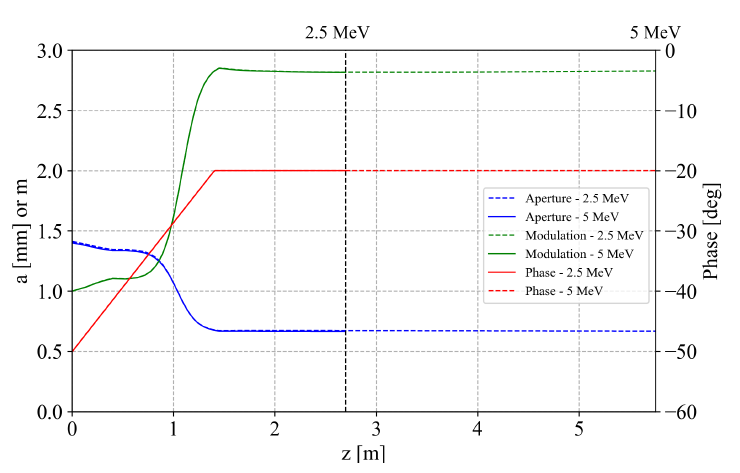 2.5 MeV 5 MeV
3.0
2.5
2.0
1.5
1.0
0.5
0.0
a [mm] or m
0
−10
−20
−30
−40
−50
−60
Phase [deg]
Aperture - 2.5 MeV
Aperture - 5 MeV
Modulation - 2.5 MeV
Modulation - 5 MeV
Phase - 2.5 MeV
Phase - 5 MeV
0 1 2 3 4 5
z [m]